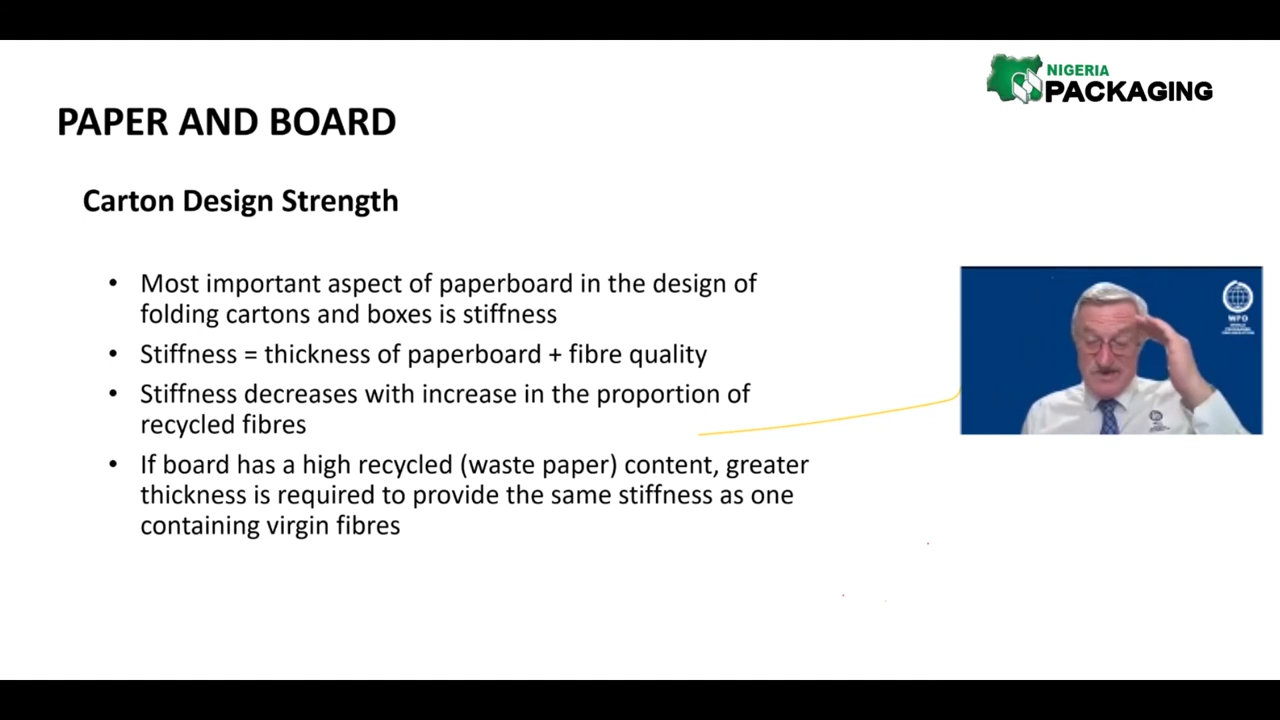 NIGERIA
PACKAGING
PAPER AND BOARD
Carton Design Strength
• Most important aspect of paperboard in the design of
folding cartons and boxes is stiffness
• Stiffness = thickness of paperboard + fibre quality
• Stiffness decreases with increase in the proportion of
recycled fibres
• If board has a high recycled (waste paper) content, greater
thickness is required to provide the same stiffness as one
containing virgin fibres
WPO